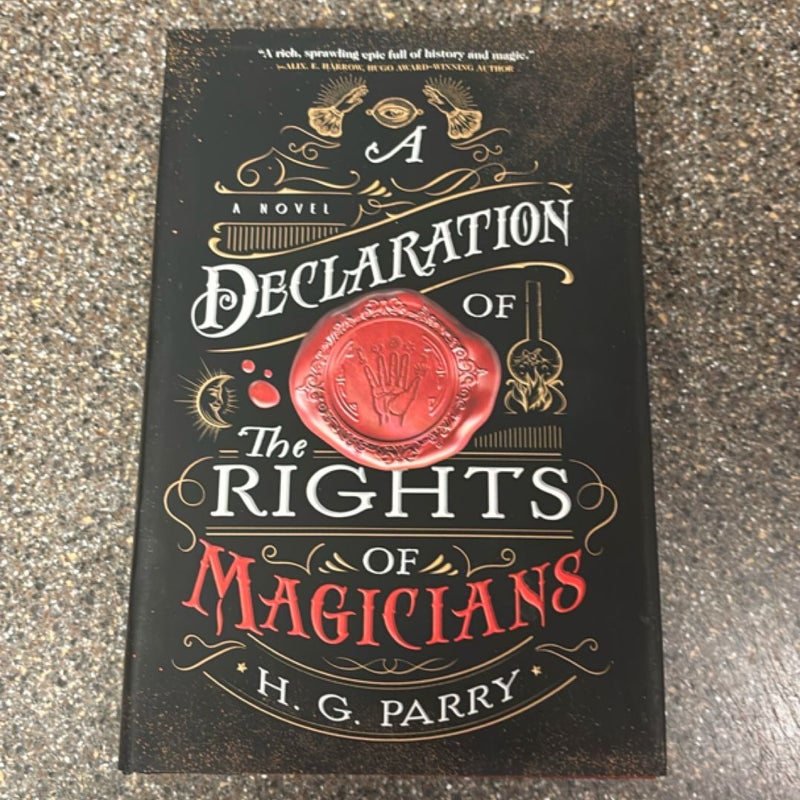 “A rich, sprawling epic full of history and magic.”
—ALIX. E. HARROW, HUGO AWARD–WINNING AUTHOR
A
A NOVEL
DECLARATION
OF
The
RIGHTS
OF
MAGICIANS
H. G. PARRY